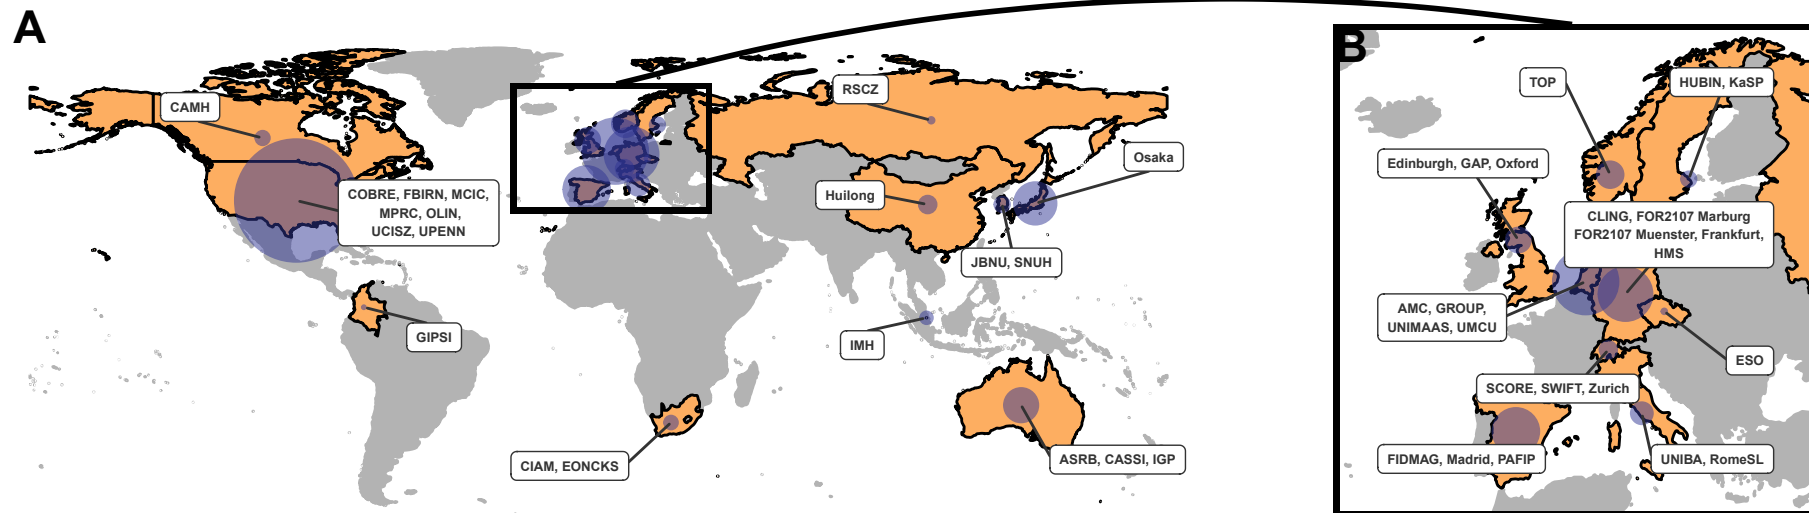 A
CAMH
COBRE, FBIRN, MCIC,
MPRC, OLIN,
UCISZ, UPENN
GIPSI
CIAM, EONCKS
RSCZ
Huilong
Osaka
JBNU, SNUH
IMH
ASRB, CASSI, IGP
B
TOP
HUBIN, KaSP
Edinburgh, GAP, Oxford
CLING, FOR2107 Marburg
FOR2107 Muenster, Frankfurt,
HMS
AMC, GROUP,
UNIMAAS, UMCU
ESO
SCORE, SWIFT, Zurich
FIDMAG, Madrid, PAFIP
UNIBA, RomeSL